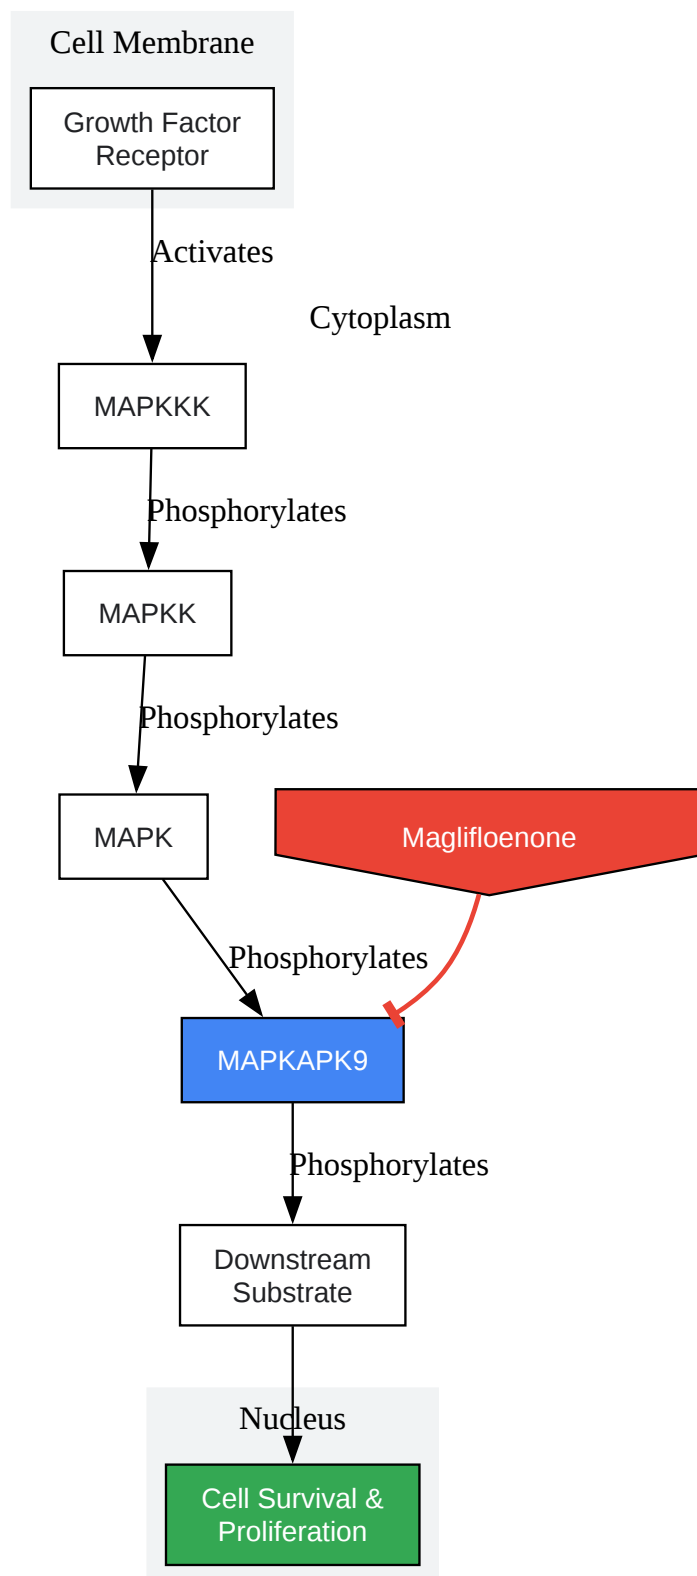 Cell Membrane
Growth Factor
Receptor
Activates
Cytoplasm
MAPKKK
Phosphorylates
MAPKK
Phosphorylates
MAPK
Maglifloenone
Phosphorylates
MAPKAPK9
Phosphorylates
Downstream
Substrate
Nucleus
Cell Survival &
Proliferation